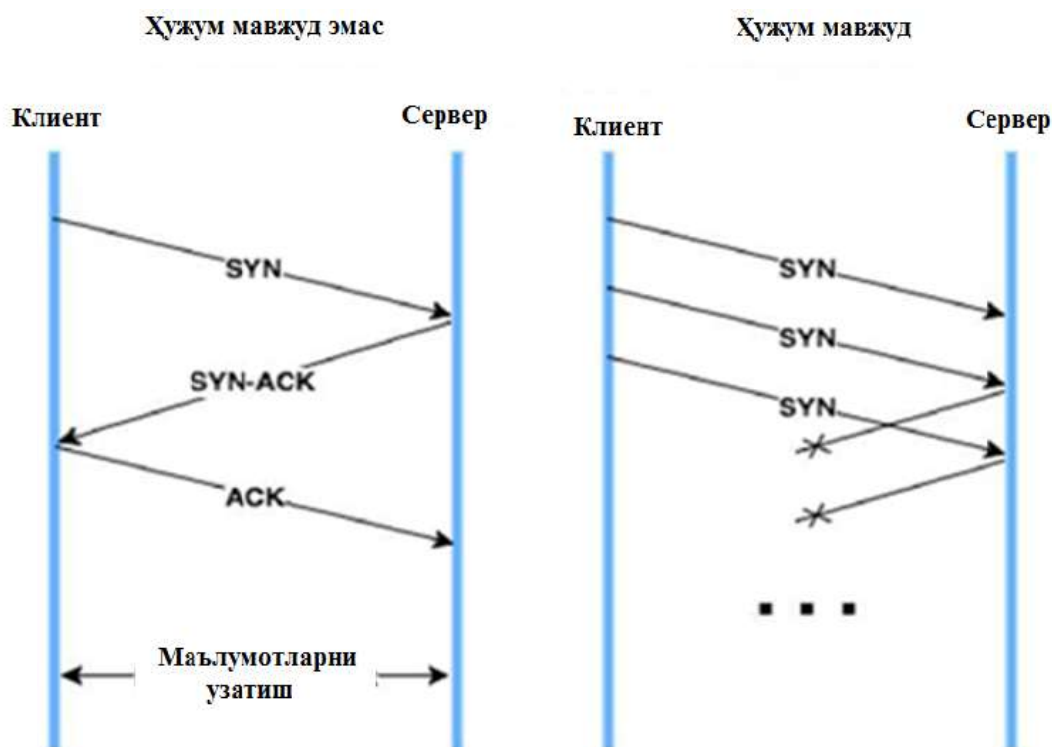 Ҳужум мавжуд эмас
Клиент
Сервер
SYN
SYN-ACK
ACK
Маълумотларни
узатиш
Ҳужум мавжуд
Клиент
Сервер
SYN
SYN
SYN